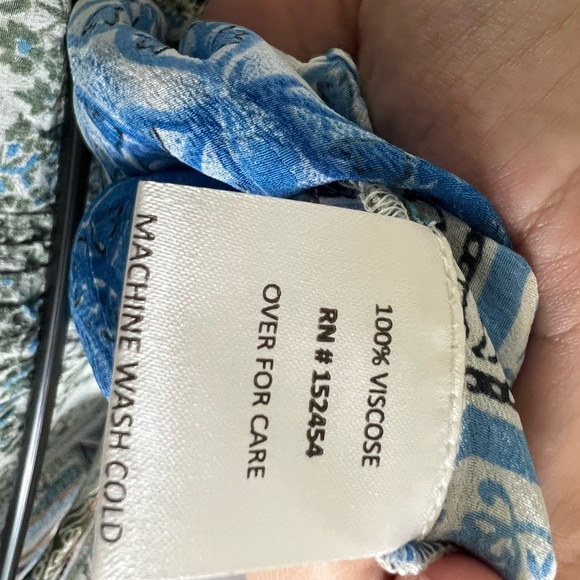 100% VISCOSE
RN # 152454
OVER FOR CARE
MACHINE WASH COLD